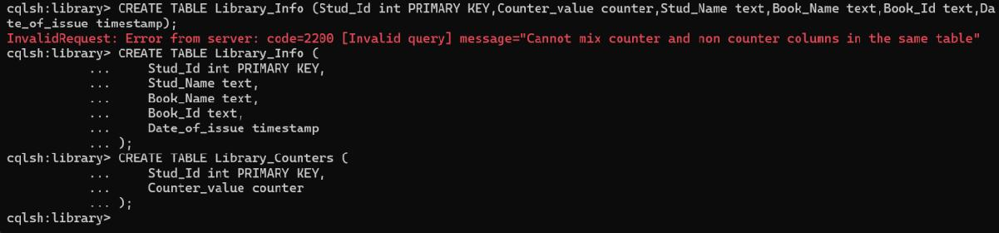 cqlsh:library> CREATE TABLE Library_Info (Stud_Id int PRIMARY KEY,Counter_value counter,Stud_Name text,Book_Name text,Book_Id text,Da
te_of_issue timestamp);
InvalidRequest: Error from server: code=2200 [Invalid query] message="Cannot mix counter and non counter columns in the same table"
cqlsh:library> CREATE TABLE Library_Info (
... Stud_Id int PRIMARY KEY,
... Stud_Name text,
... Book_Name text,
... Book_Id text,
... Date_of_issue timestamp
... );
cqlsh:library> CREATE TABLE Library_Counters (
... Stud_Id int PRIMARY KEY,
... Counter_value counter
... );
cqlsh:library>